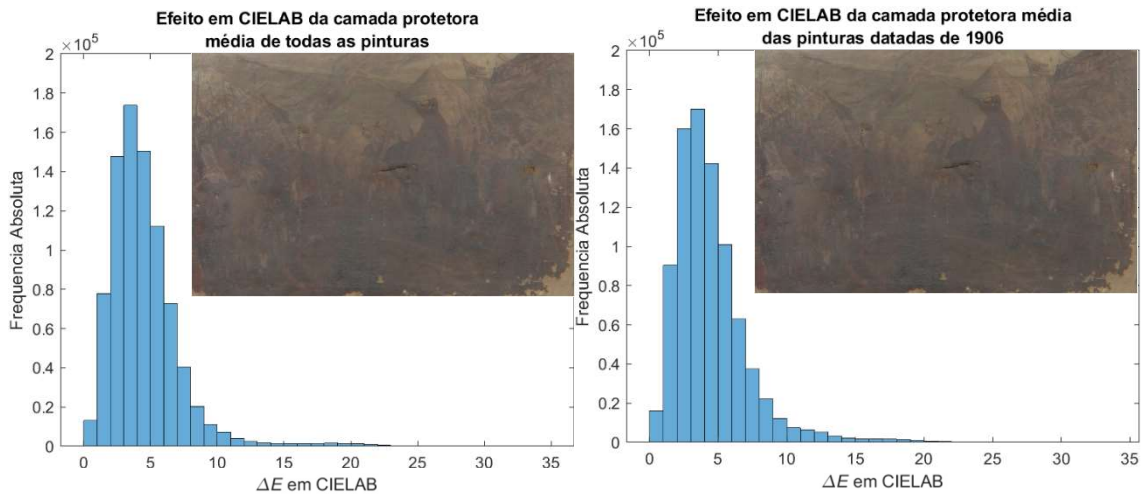 Efeito em CIELAB da camada protetora
média de todas as pinturas
×10⁵
2
1.8
1.6
1.4
1.2
1
0.8
0.6
0.4
0.2
0
Frequencia Absoluta
0 5 10 15 20 25 30 35
ΔE em CIELAB
Efeito em CIELAB da camada protetora média
das pinturas datadas de 1906
×10⁵
2
1.8
1.6
1.4
1.2
1
0.8
0.6
0.4
0.2
0
Frequencia Absoluta
0 5 10 15 20 25 30 35
ΔE em CIELAB